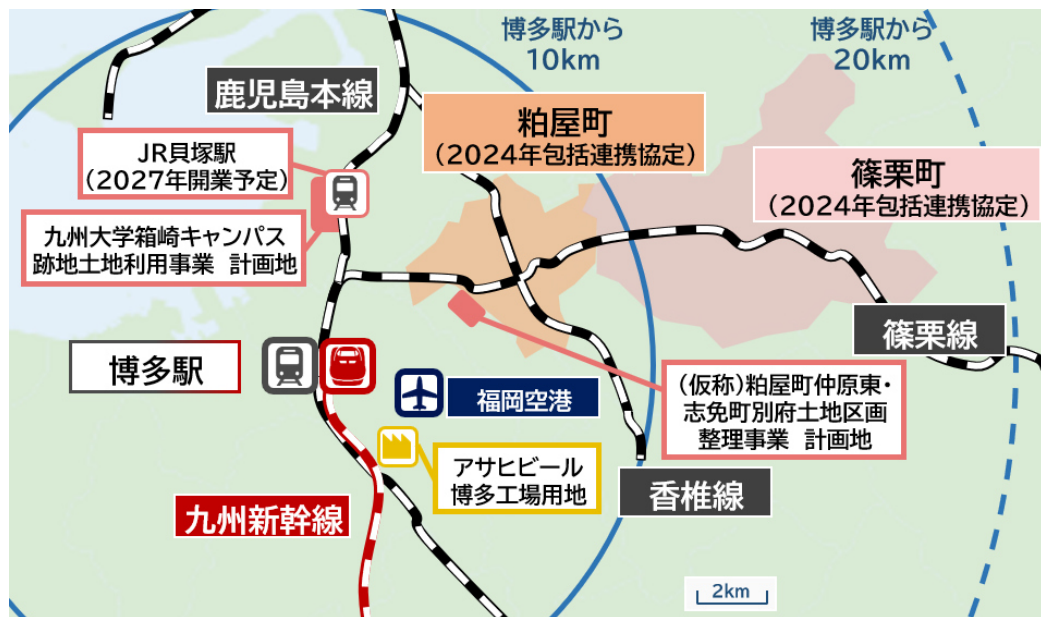 博多駅から
10km
博多駅から
20km
鹿児島本線
粕屋町
(2024年包括連携協定)
JR貝塚駅
(2027年開業予定)
篠栗町
(2024年包括連携協定)
九州大学箱崎キャンパス
跡地土地利用事業 計画地
篠栗線
博多駅
福岡空港
(仮称)粕屋町仲原東・
志免町別府土地区画
整理事業 計画地
アサヒビール
博多工場用地
香椎線
九州新幹線
2km